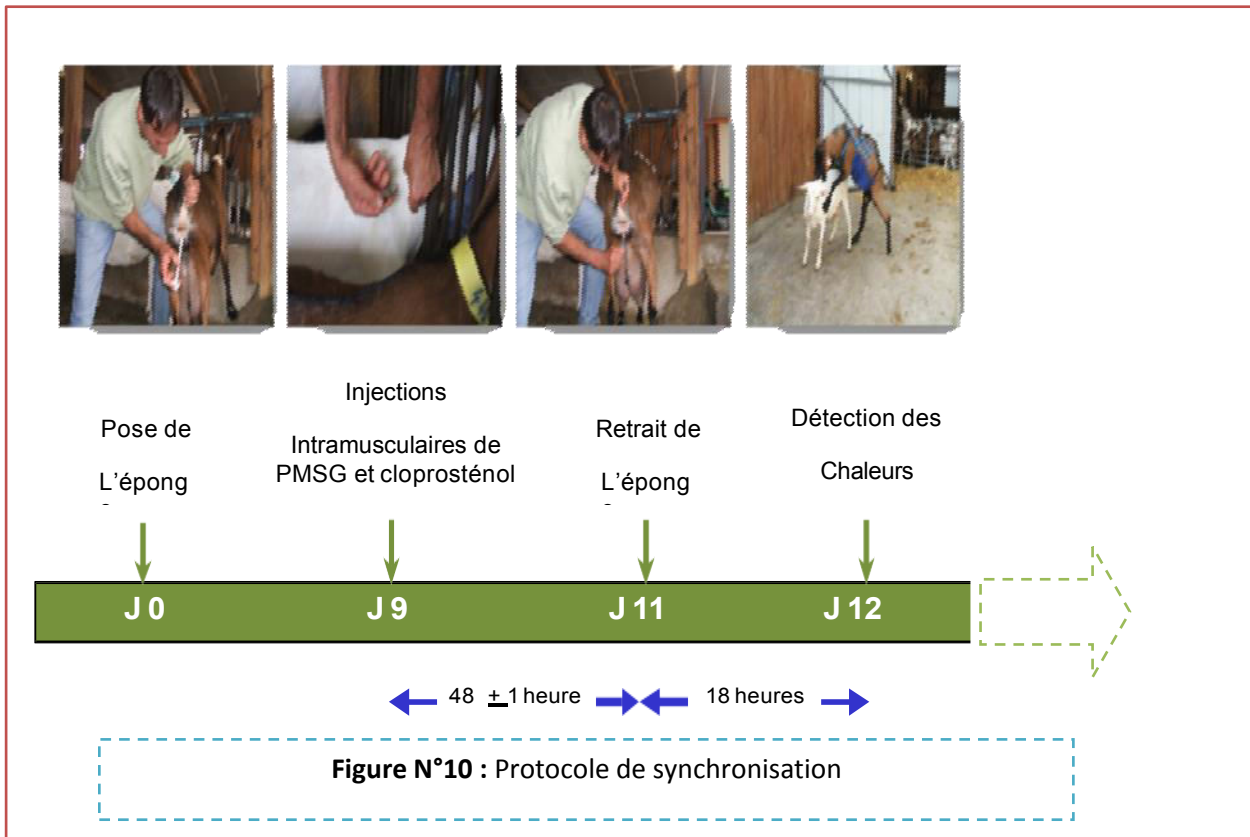 Pose de
L'épong
Injections
Intramusculaires de
PMSG et cloprosténol
Retrait de
L'épong
Détection des
Chaleurs
J 0
J 9
J 11
J 12
48 ± 1 heure
18 heures
Figure N°10 : Protocole de synchronisation